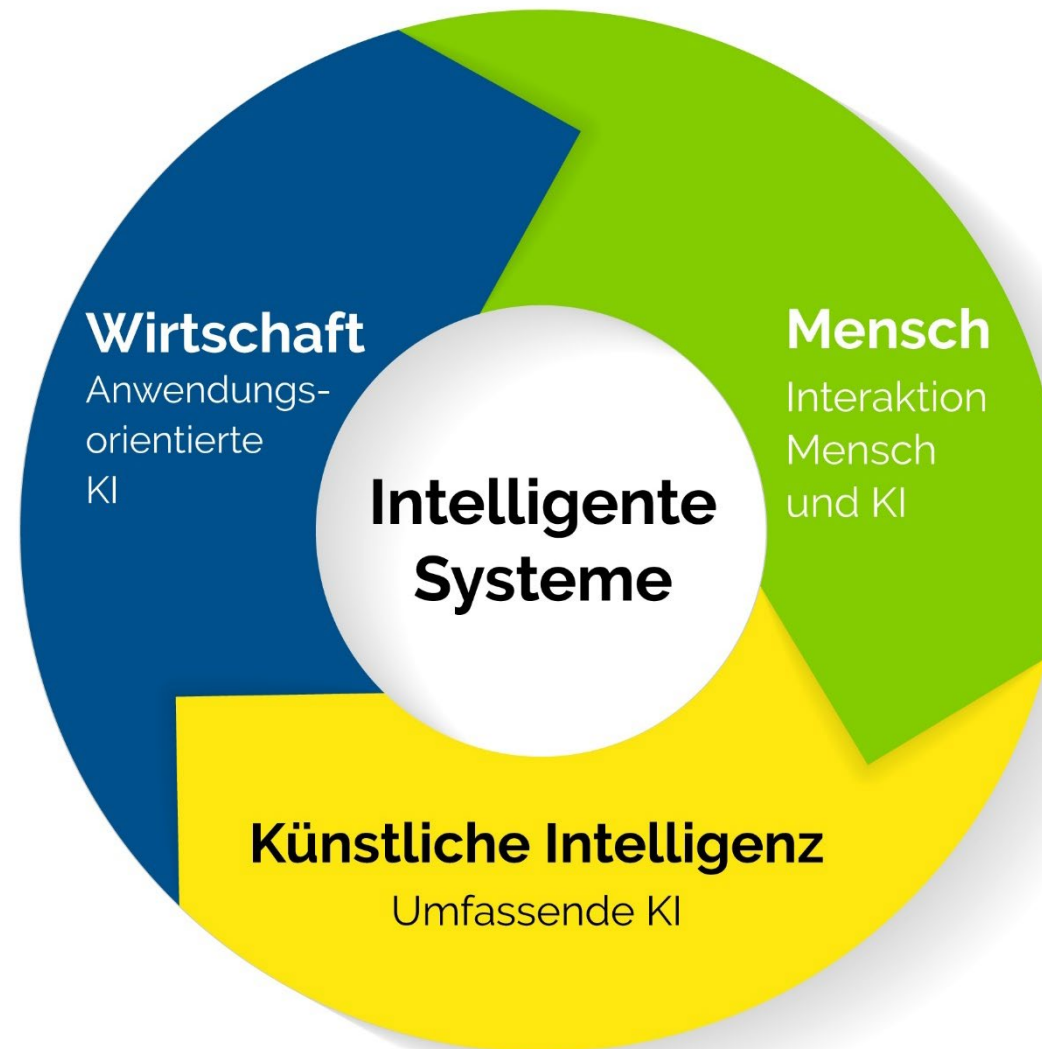 Wirtschaft
Anwendungs-
orientierte
KI
Mensch
Interaktion
Mensch
und KI
Intelligente
Systeme
Künstliche Intelligenz
Umfassende KI